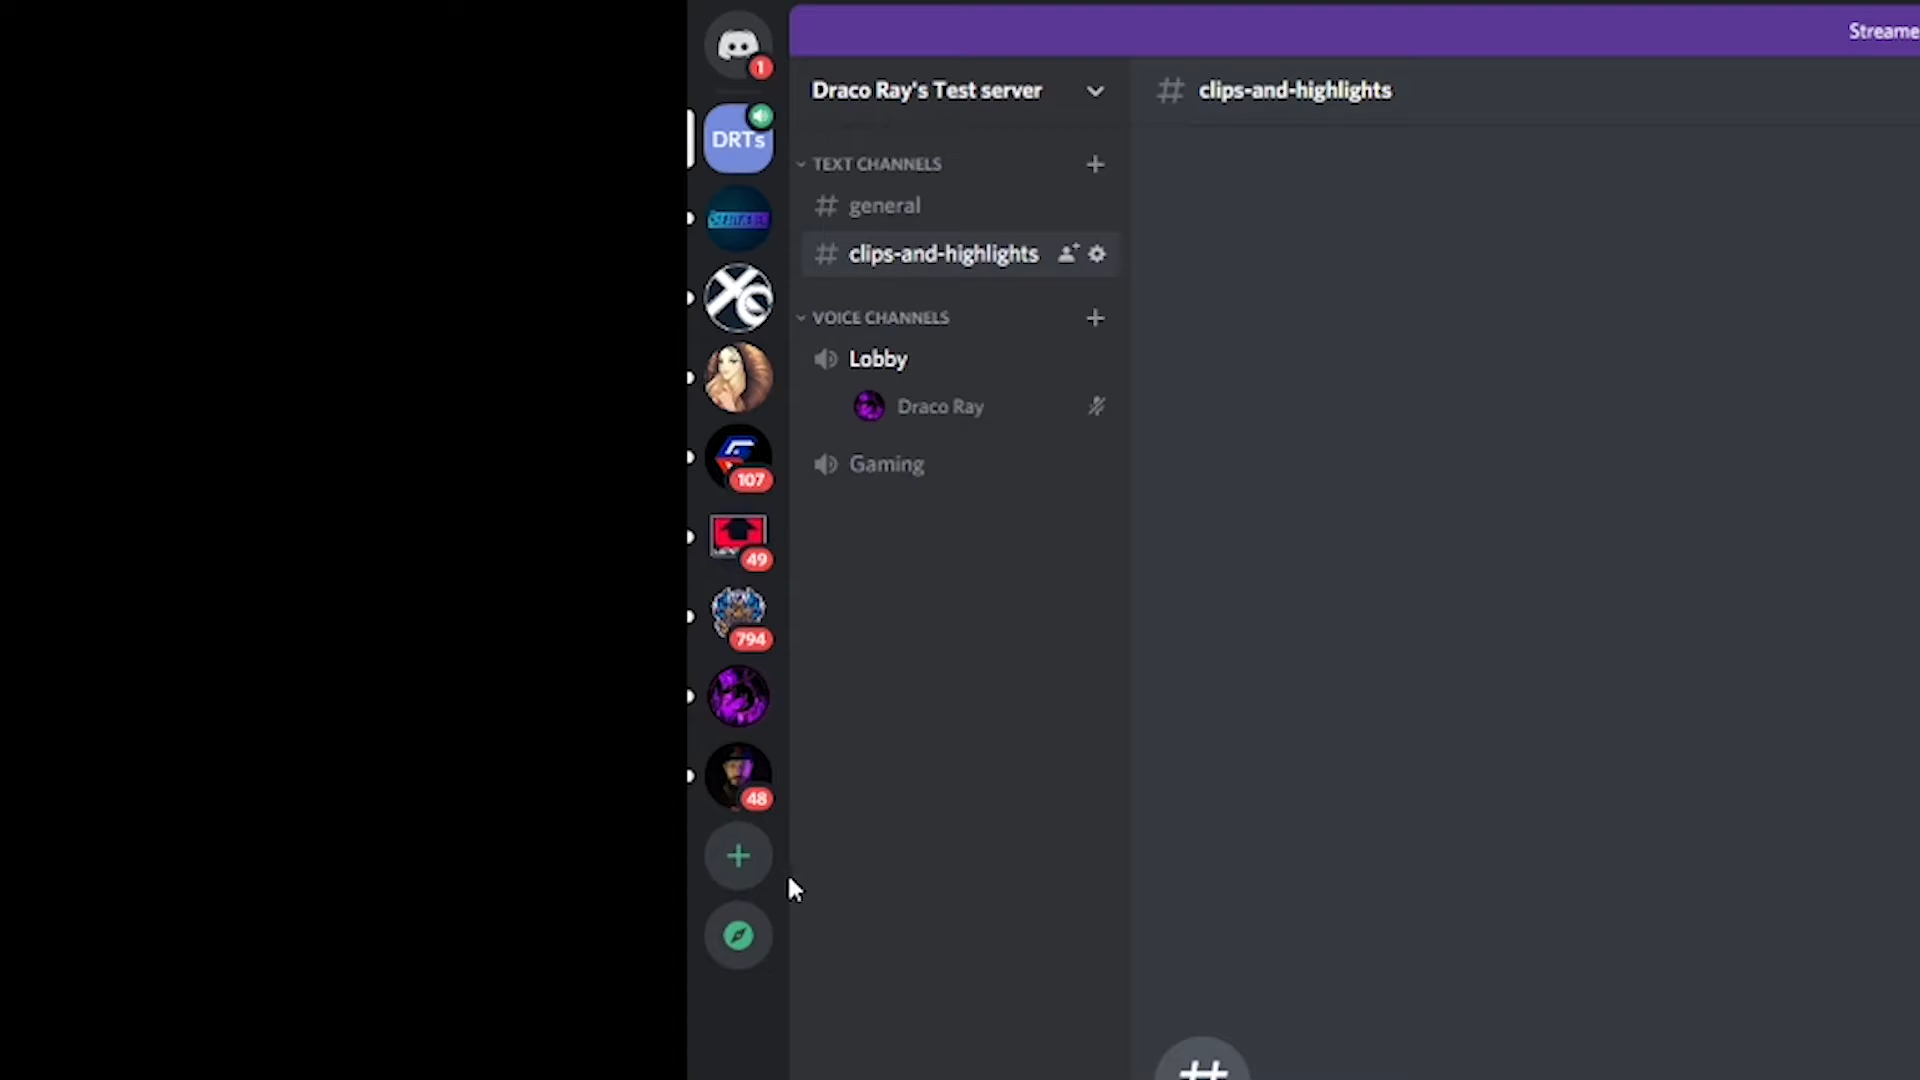 1
Streame
Draco Ray's Test server
clips-and-highlights
DRTs
TEXT CHANNELS
general
clips-and-highlights
VOICE CHANNELS
Lobby
Draco Ray
Gaming
107
49
794
48